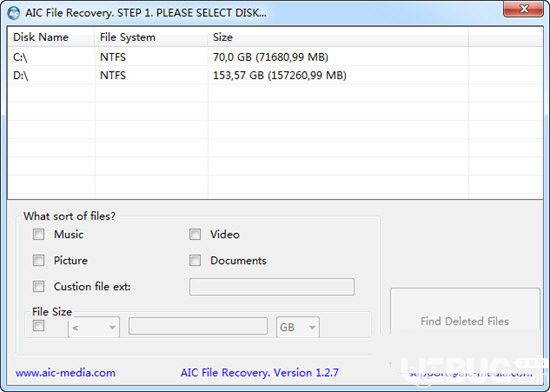 AIC File Recovery. STEP 1. PLEASE SELECT DISK...
Disk Name File System Size
C:\ NTFS 70,0 GB (71680,99 MB)
D:\ NTFS 153,57 GB (157260,99 MB)
What sort of files?
Music Video
Picture Documents
Custion file ext:
File Size
< GB
Find Deleted Files
www.aic-media.com AIC File Recovery. Version 1.2.7